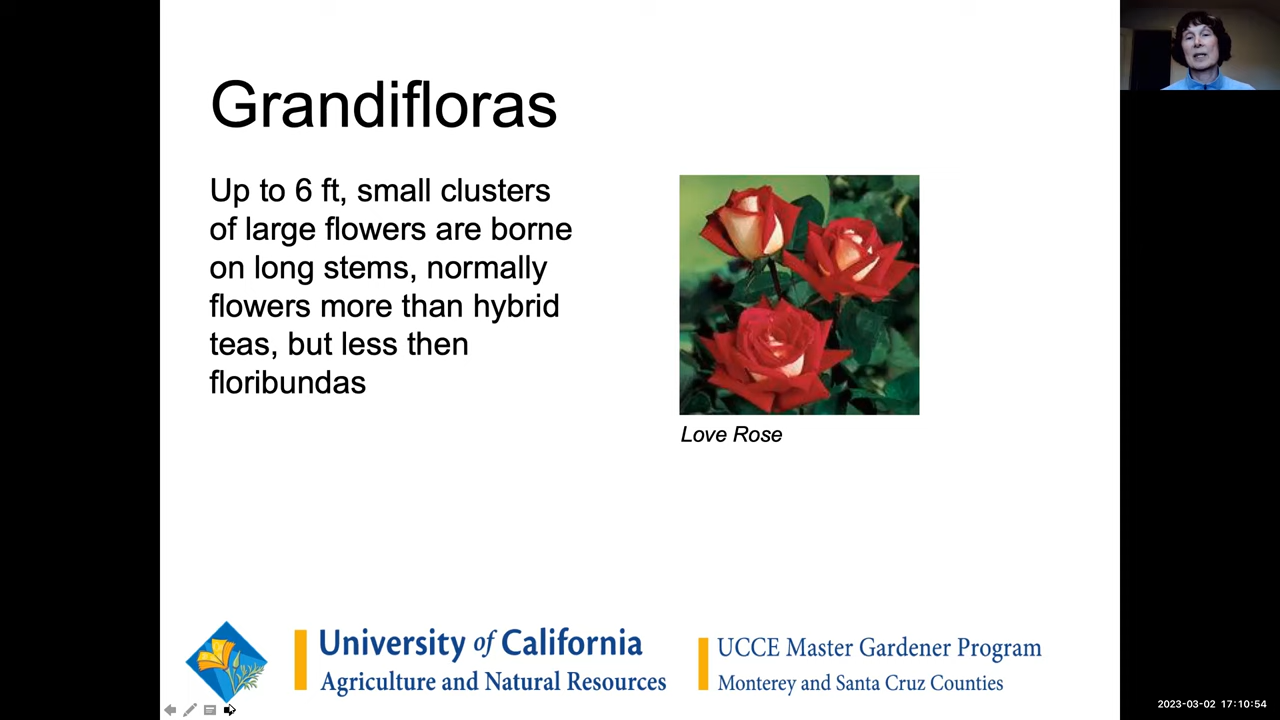 Grandifloras
Up to 6 ft, small clusters
of large flowers are borne
on long stems, normally
flowers more than hybrid
teas, but less then
floribundas
Love Rose
University of California
Agriculture and Natural Resources
UCCE Master Gardener Program
Monterey and Santa Cruz Counties
2023-03-02 17:10:54